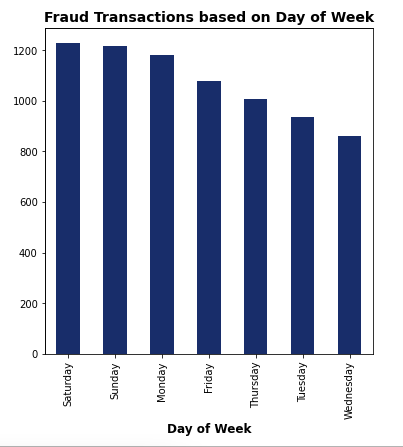 Fraud Transactions based on Day of Week
1200
1000
800
600
400
200
0
Saturday
Sunday
Monday
Friday
Thursday
Tuesday
Wednesday
Day of Week